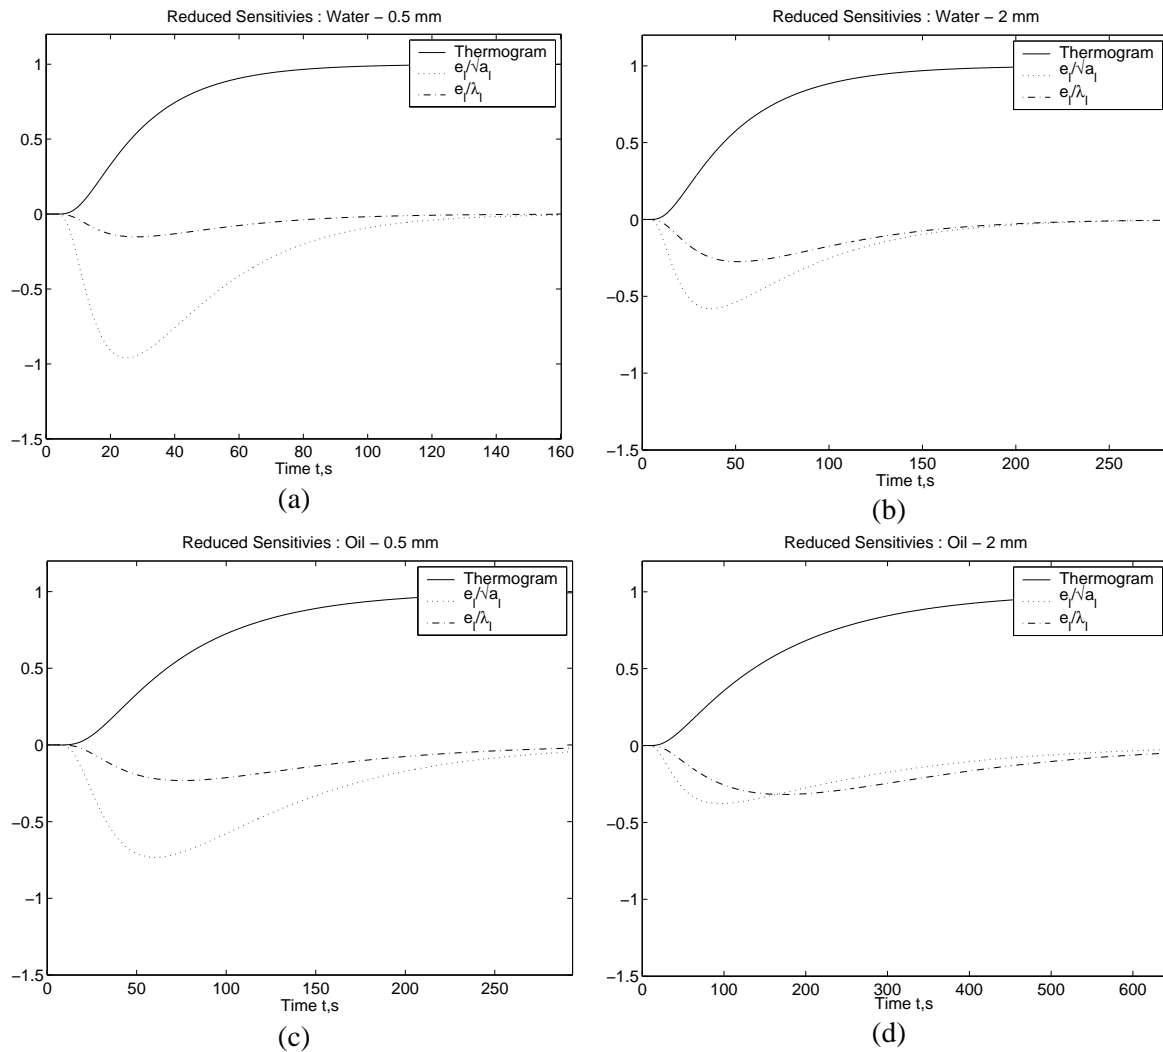 Reduced Sensitivies : Water − 0.5 mm
Thermogram
e_l/√a_l
e_l/λ_l
1
0.5
0
−0.5
−1
−1.5
0 20 40 60 80 100 120 140 160
Time t,s
(a)
Reduced Sensitivies : Water − 2 mm
Thermogram
e_l/√a_l
e_l/λ_l
1
0.5
0
−0.5
−1
−1.5
0 50 100 150 200 250
Time t,s
(b)
Reduced Sensitivies : Oil − 0.5 mm
Thermogram
e_l/√a_l
e_l/λ_l
1
0.5
0
−0.5
−1
−1.5
0 50 100 150 200 250
Time t,s
(c)
Reduced Sensitivies : Oil − 2 mm
Thermogram
e_l/√a_l
e_l/λ_l
1
0.5
0
−0.5
−1
−1.5
0 100 200 300 400 500 600
Time t,s
(d)